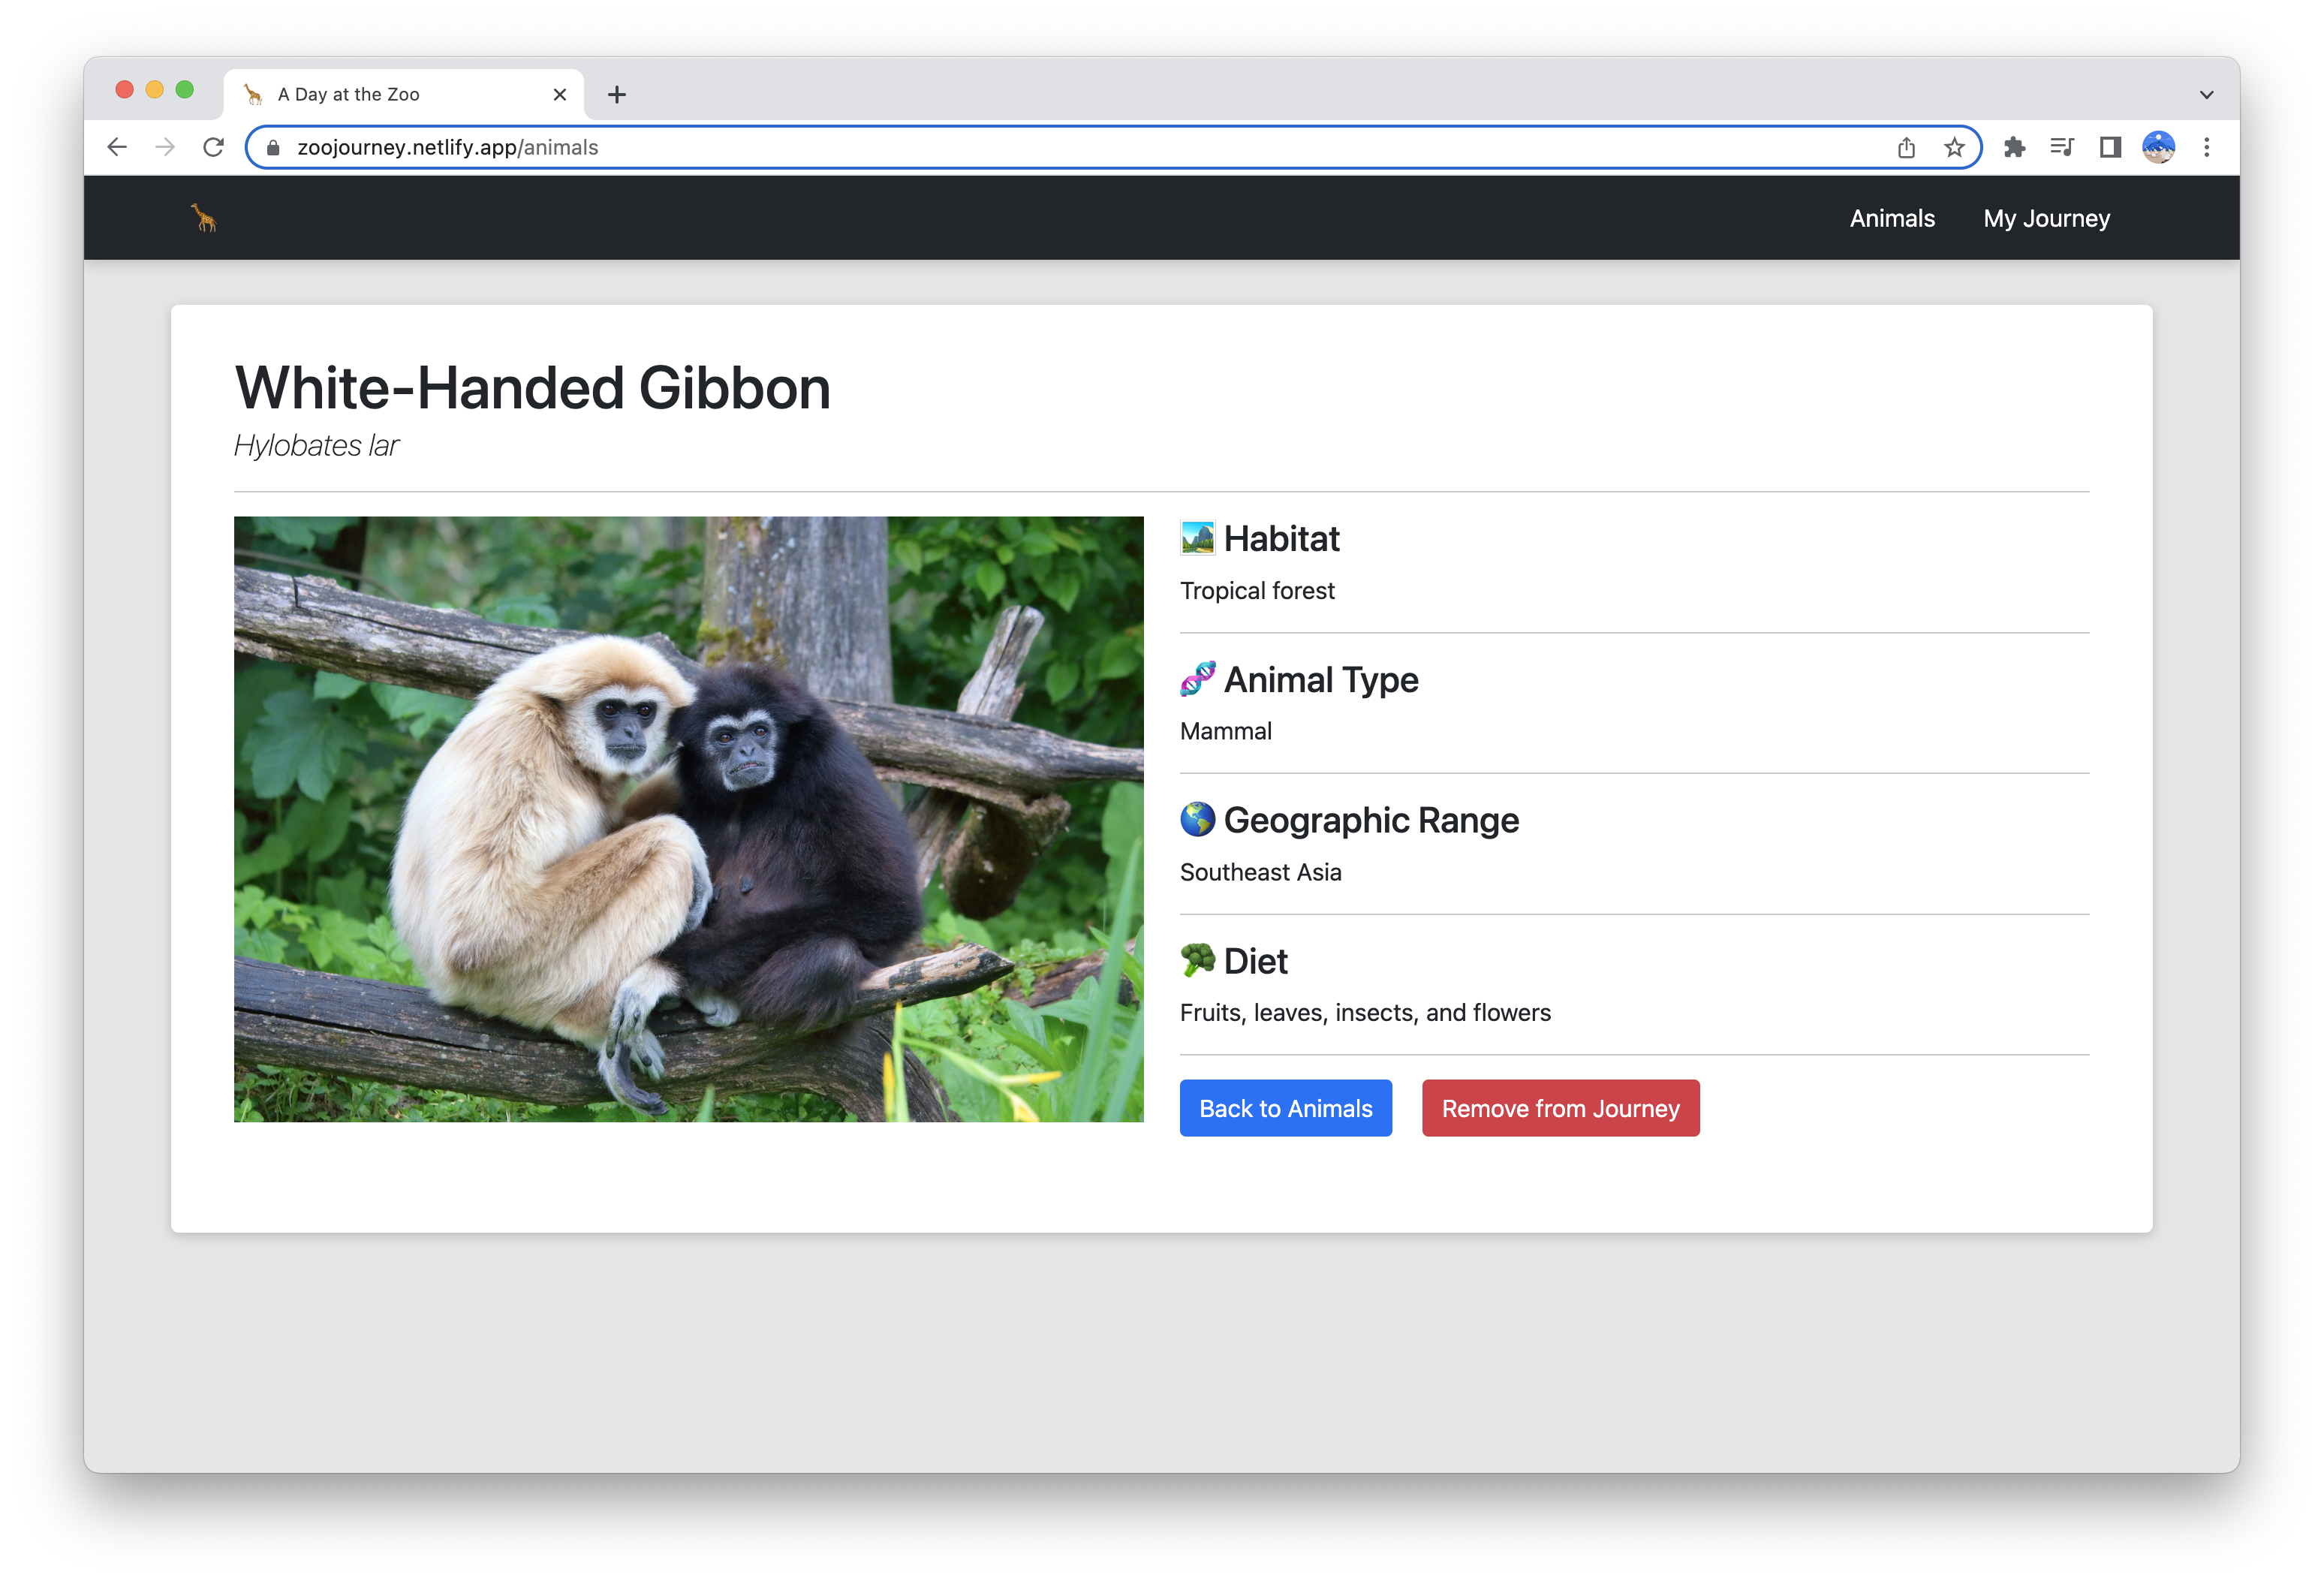 A Day at the Zoo
zoojourney.netlify.app/animals
Animals My Journey
White-Handed Gibbon
Hylobates lar
Habitat
Tropical forest
Animal Type
Mammal
Geographic Range
Southeast Asia
Diet
Fruits, leaves, insects, and flowers
Back to Animals Remove from Journey